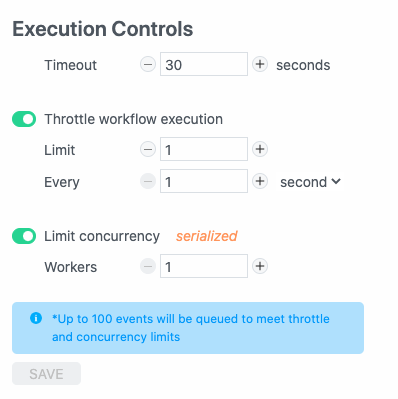 Execution Controls
Timeout 30 seconds
Throttle workflow execution
Limit 1
Every 1 second
Limit concurrency serialized
Workers 1
*Up to 100 events will be queued to meet throttle
and concurrency limits
SAVE